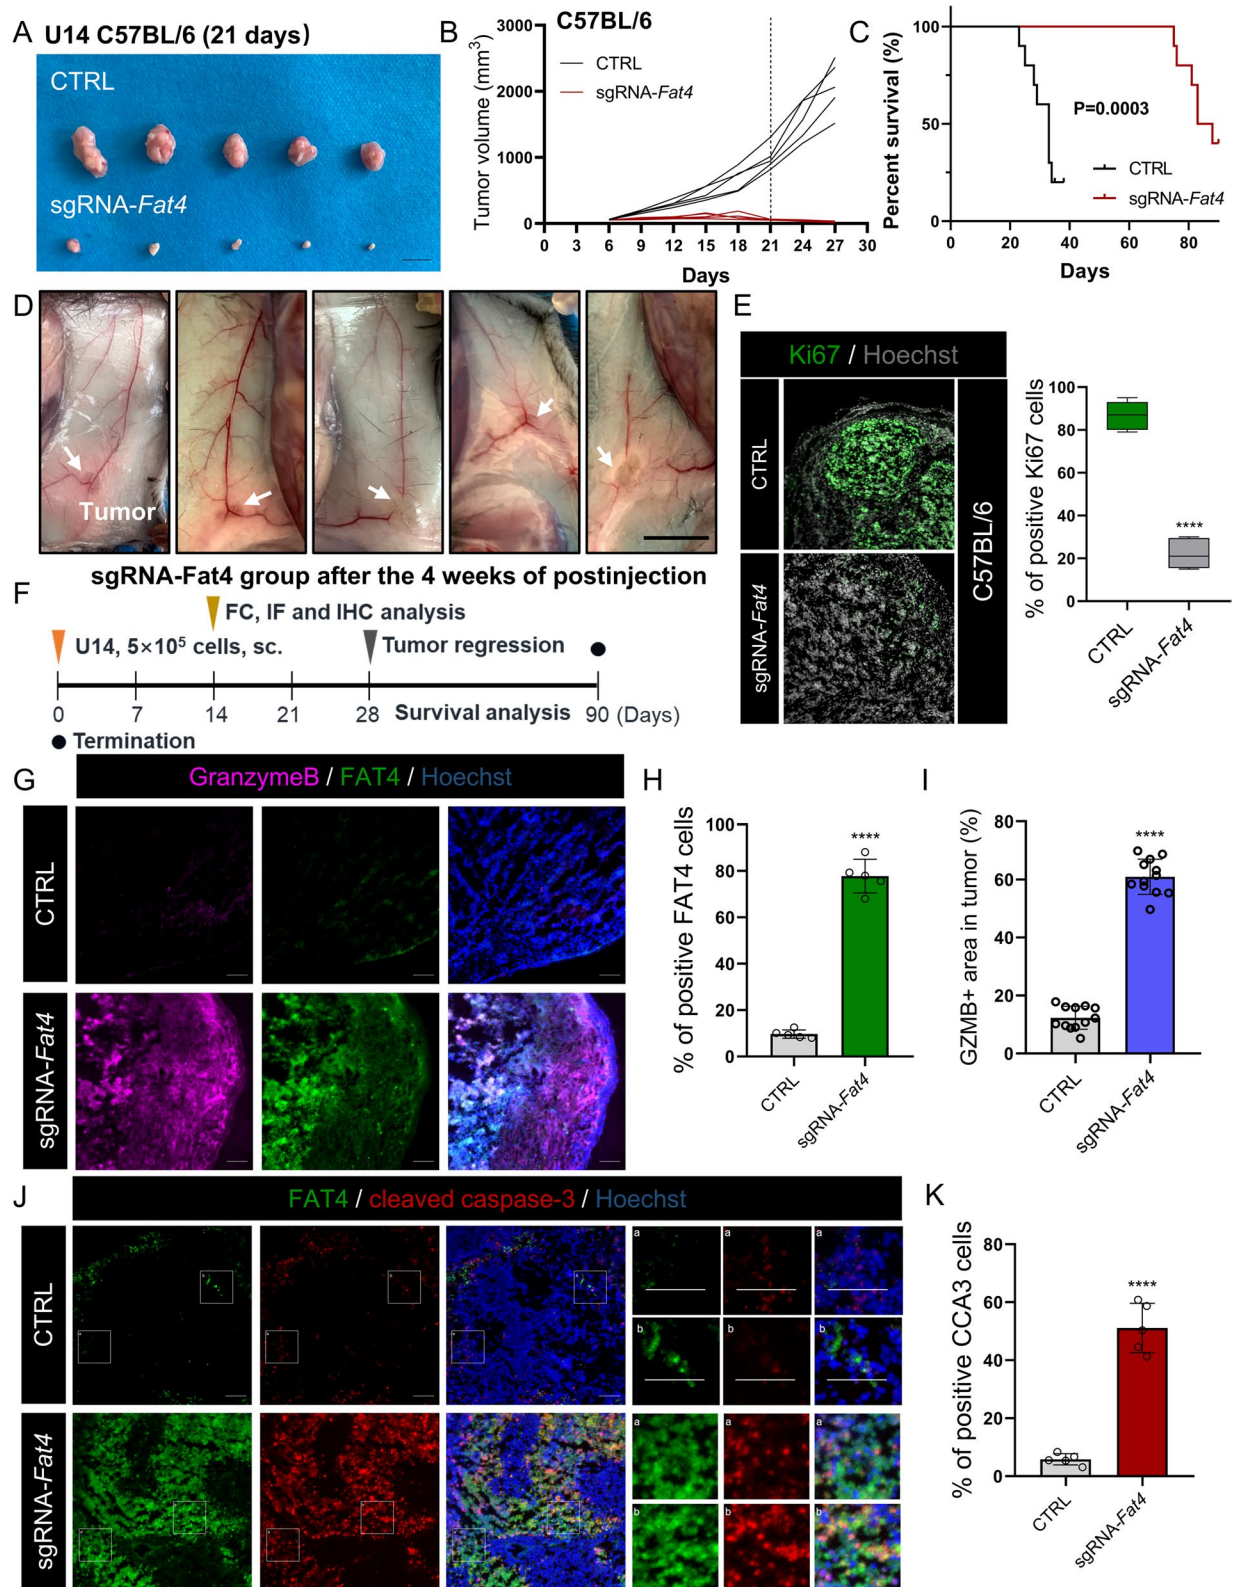 A U14 C57BL/6 (21 days)
CTRL
sgRNA-Fat4
B C57BL/6
Tumor volume (mm³)
3000
2000
1000
0
CTRL
sgRNA-Fat4
0 3 6 9 12 15 18 21 24 27 30
Days
C
Percent survival (%)
100
50
0
P=0.0003
CTRL
sgRNA-Fat4
0 20 40 60 80
Days
D
Tumor
sgRNA-Fat4 group after the 4 weeks of postinjection
E
Ki67 / Hoechst
CTRL
sgRNA-Fat4
C57BL/6
% of positive Ki67 cells
100
80
60
40
20
0
****
CTRL
sgRNA-Fat4
F
FC, IF and IHC analysis
U14, 5×10⁵ cells, sc.
Tumor regression
0 7 14 21 28 Survival analysis 90 (Days)
Termination
G
GranzymeB / FAT4 / Hoechst
CTRL
sgRNA-Fat4
H
% of positive FAT4 cells
100
80
60
40
20
0
****
CTRL
sgRNA-Fat4
I
GZMB+ area in tumor (%)
80
60
40
20
0
****
CTRL
sgRNA-Fat4
J
FAT4 / cleaved caspase-3 / Hoechst
CTRL
a a a
b b b
sgRNA-Fat4
a a a
b b b
K
% of positive CCA3 cells
80
60
40
20
0
****
CTRL
sgRNA-Fat4